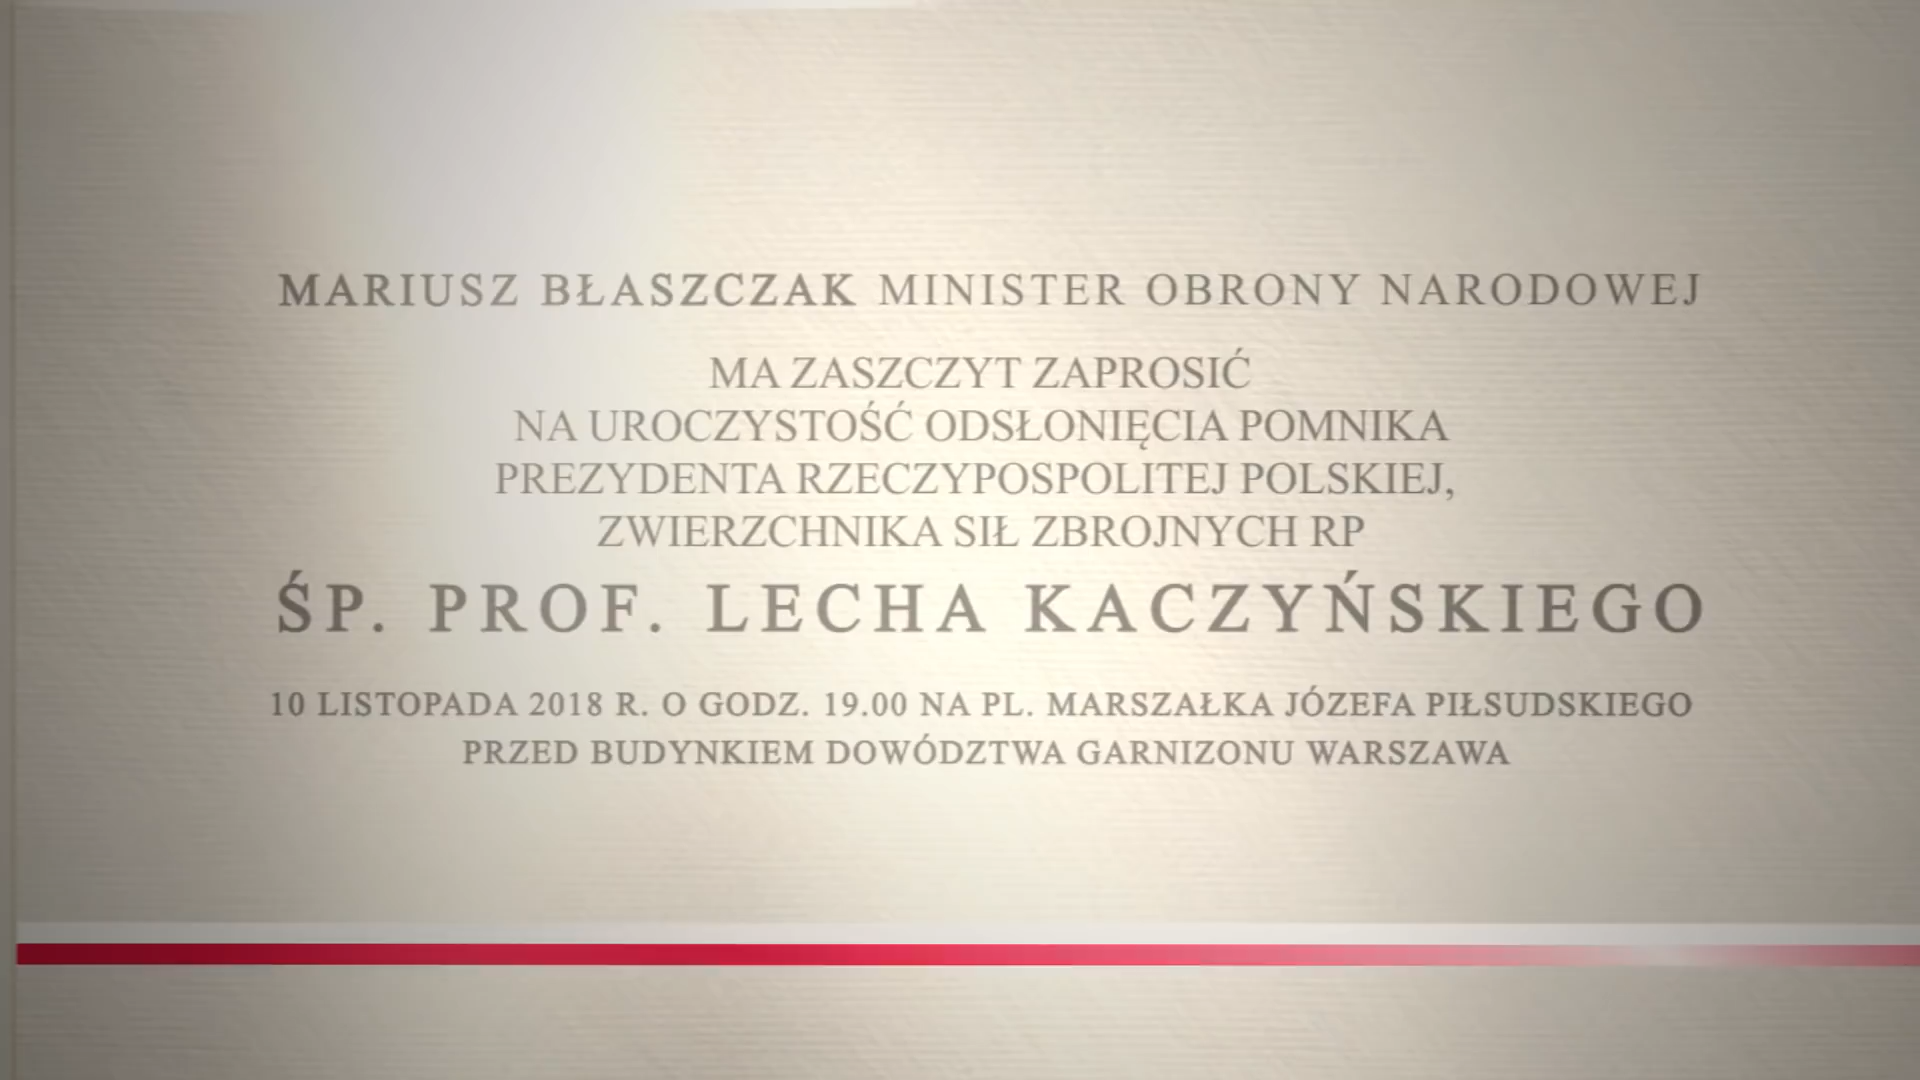 MARIUSZ BŁASZCZAK MINISTER OBRONY NARODOWEJ
MA ZASZCZYT ZAPROSIĆ
NA UROCZYSTOŚĆ ODSŁONIĘCIA POMNIKA
PREZYDENTA RZECZYPOSPOLITEJ POLSKIEJ,
ZWIERZCHNIKA SIŁ ZBROJNYCH RP
ŚP. PROF. LECHA KACZYŃSKIEGO
10 LISTOPADA 2018 R. O GODZ. 19.00 NA PL. MARSZAŁKA JÓZEFA PIŁSUDSKIEGO
PRZED BUDYNKIEM DOWÓDZTWA GARNIZONU WARSZAWA